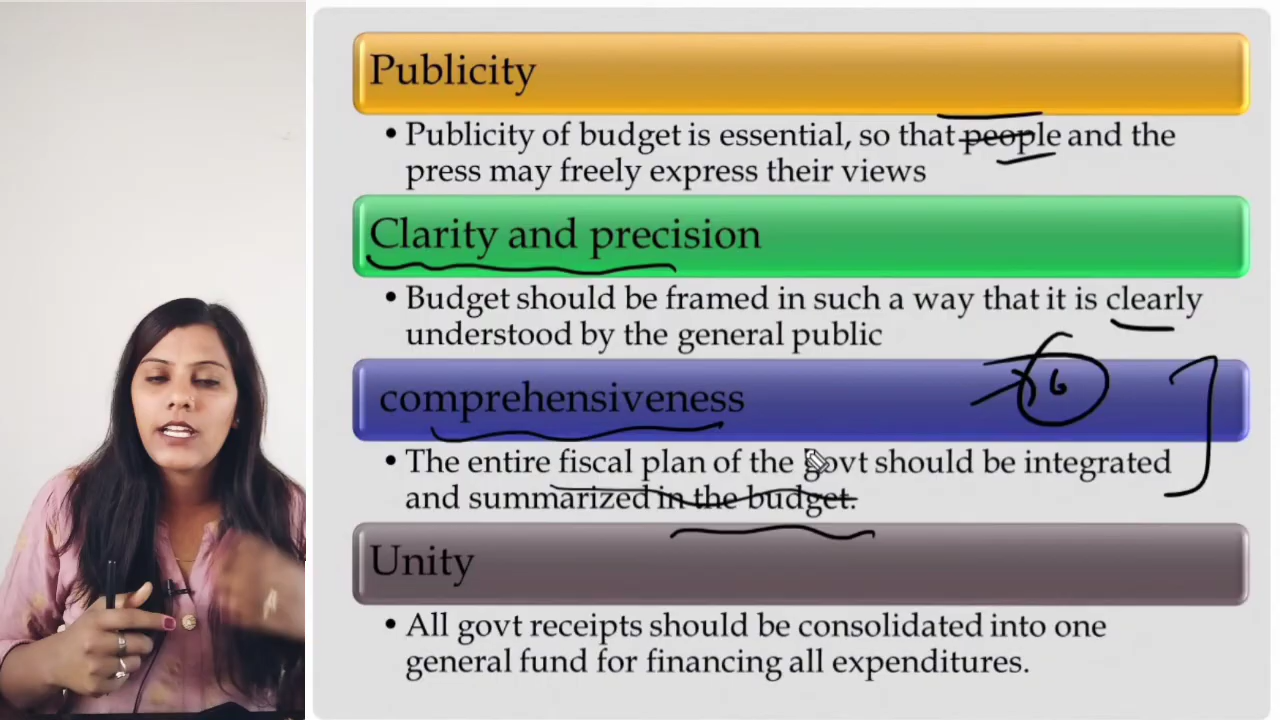 Publicity
• Publicity of budget is essential, so that people and the
press may freely express their views
Clarity and precision
• Budget should be framed in such a way that it is clearly
understood by the general public
comprehensiveness
• The entire fiscal plan of the govt should be integrated
and summarized in the budget.
Unity
• All govt receipts should be consolidated into one
general fund for financing all expenditures.